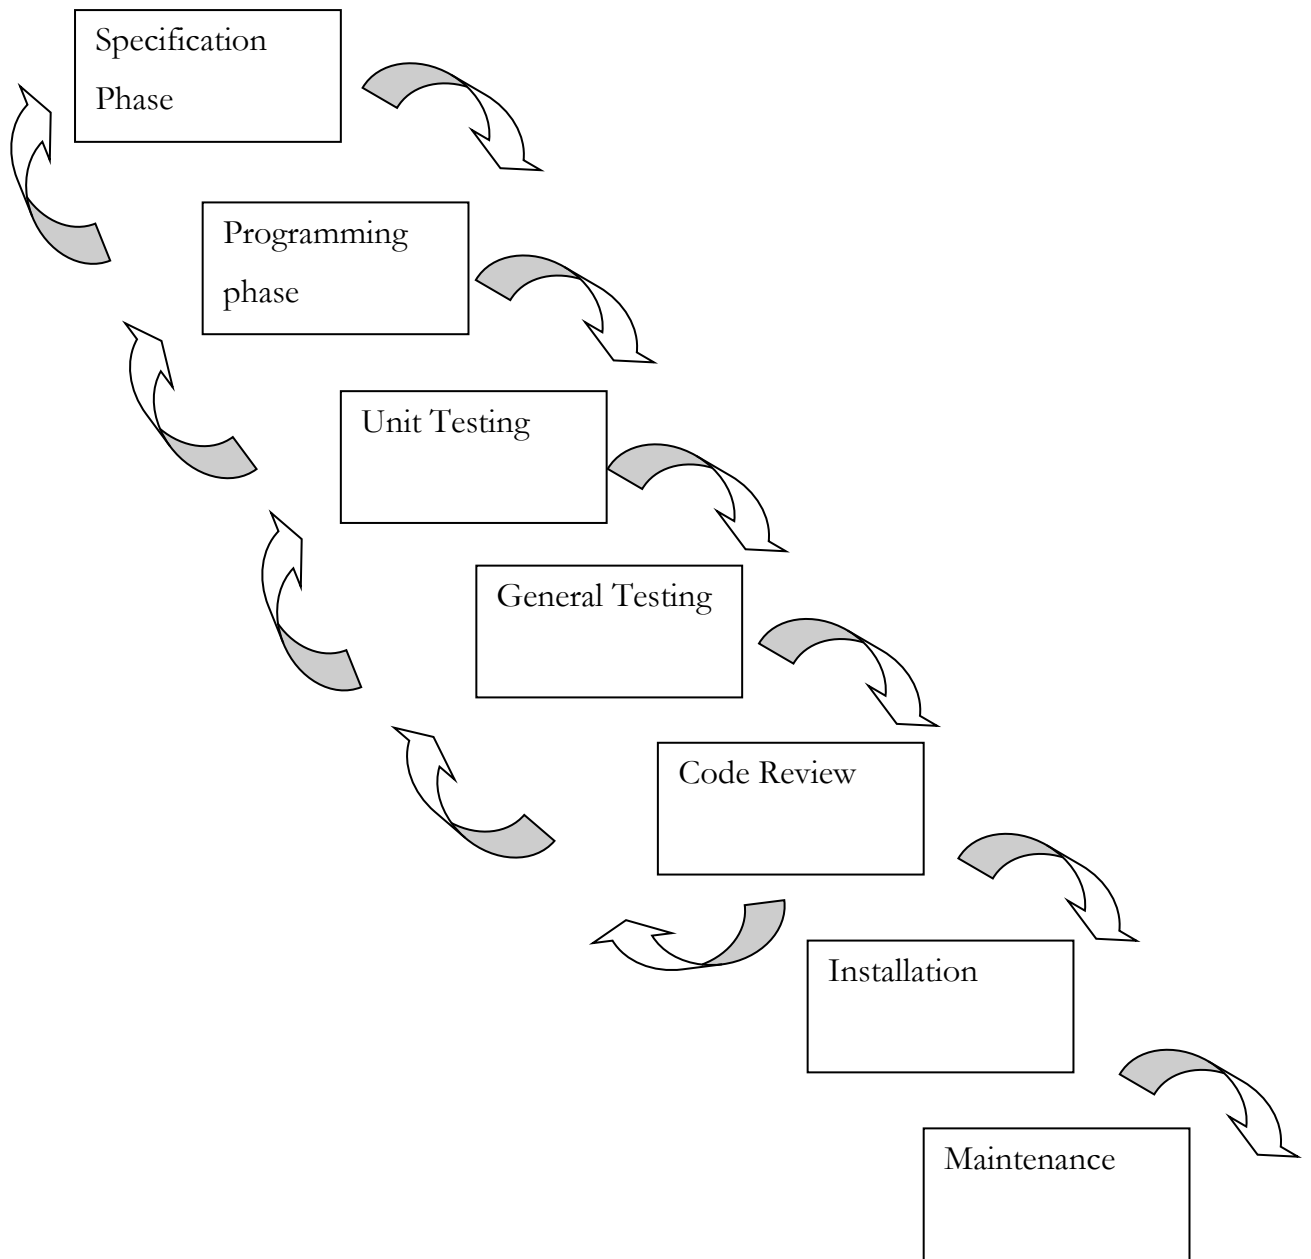 Specification
Phase
Programming
phase
Unit Testing
General Testing
Code Review
Installation
Maintenance